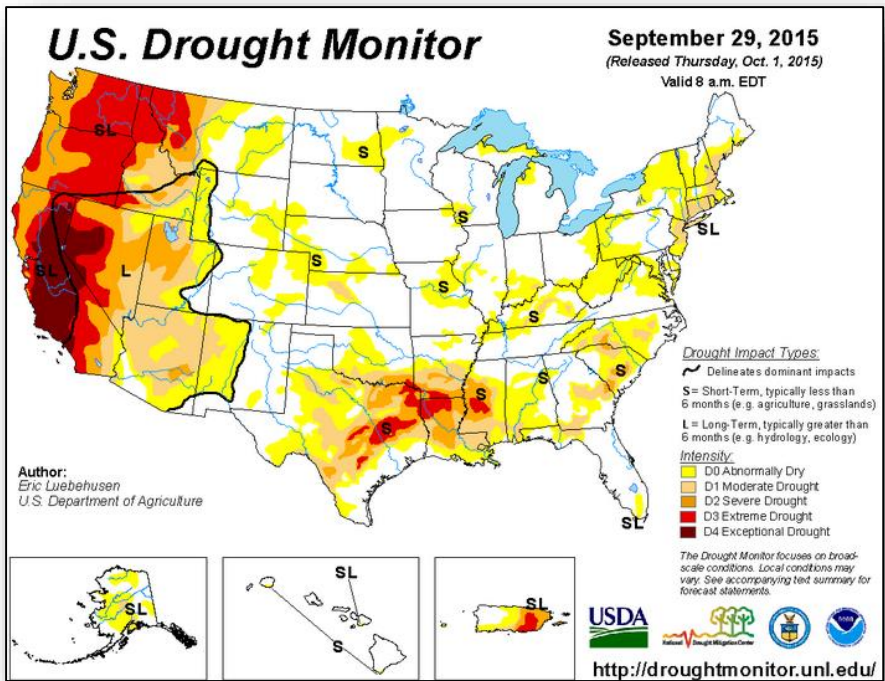 U.S. Drought Monitor
September 29, 2015
(Released Thursday, Oct. 1, 2015)
Valid 8 a.m. EDT
SL
S
S
SL
SL
L
S
S
S
S
S
S
S
SL
Drought Impact Types:
Delineates dominant impacts
S = Short-Term, typically less than
6 months (e.g. agriculture, grasslands)
L = Long-Term, typically greater than
6 months (e.g. hydrology, ecology)
Intensity:
D0 Abnormally Dry
D1 Moderate Drought
D2 Severe Drought
D3 Extreme Drought
D4 Exceptional Drought
Author:
Eric Luebehusen
U.S. Department of Agriculture
The Drought Monitor focuses on broad-
scale conditions. Local conditions may
vary. See accompanying text summary for
forecast statements.
SL
SL
S
SL
USDA
National Drought Mitigation Center
http://droughtmonitor.unl.edu/